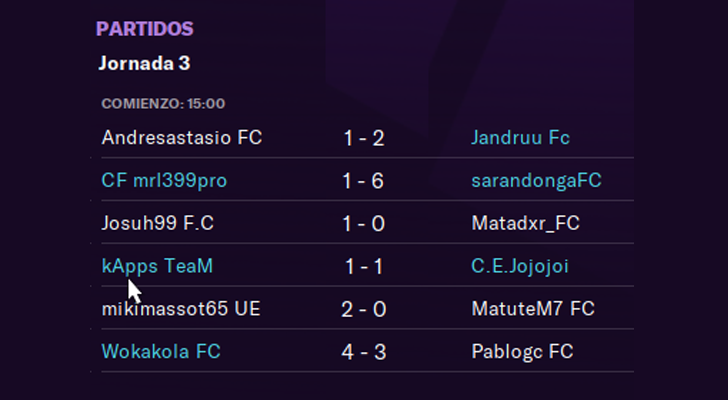 PARTIDOS
Jornada 3
COMIENZO: 15:00
Andresastasio FC 1 - 2 Jandruu Fc
CF mrl399pro 1 - 6 sarandongaFC
Josuh99 F.C 1 - 0 Matadxr_FC
kApps TeaM 1 - 1 C.E.Jojojoi
mikimassot65 UE 2 - 0 MatuteM7 FC
Wokakola FC 4 - 3 Pablogc FC